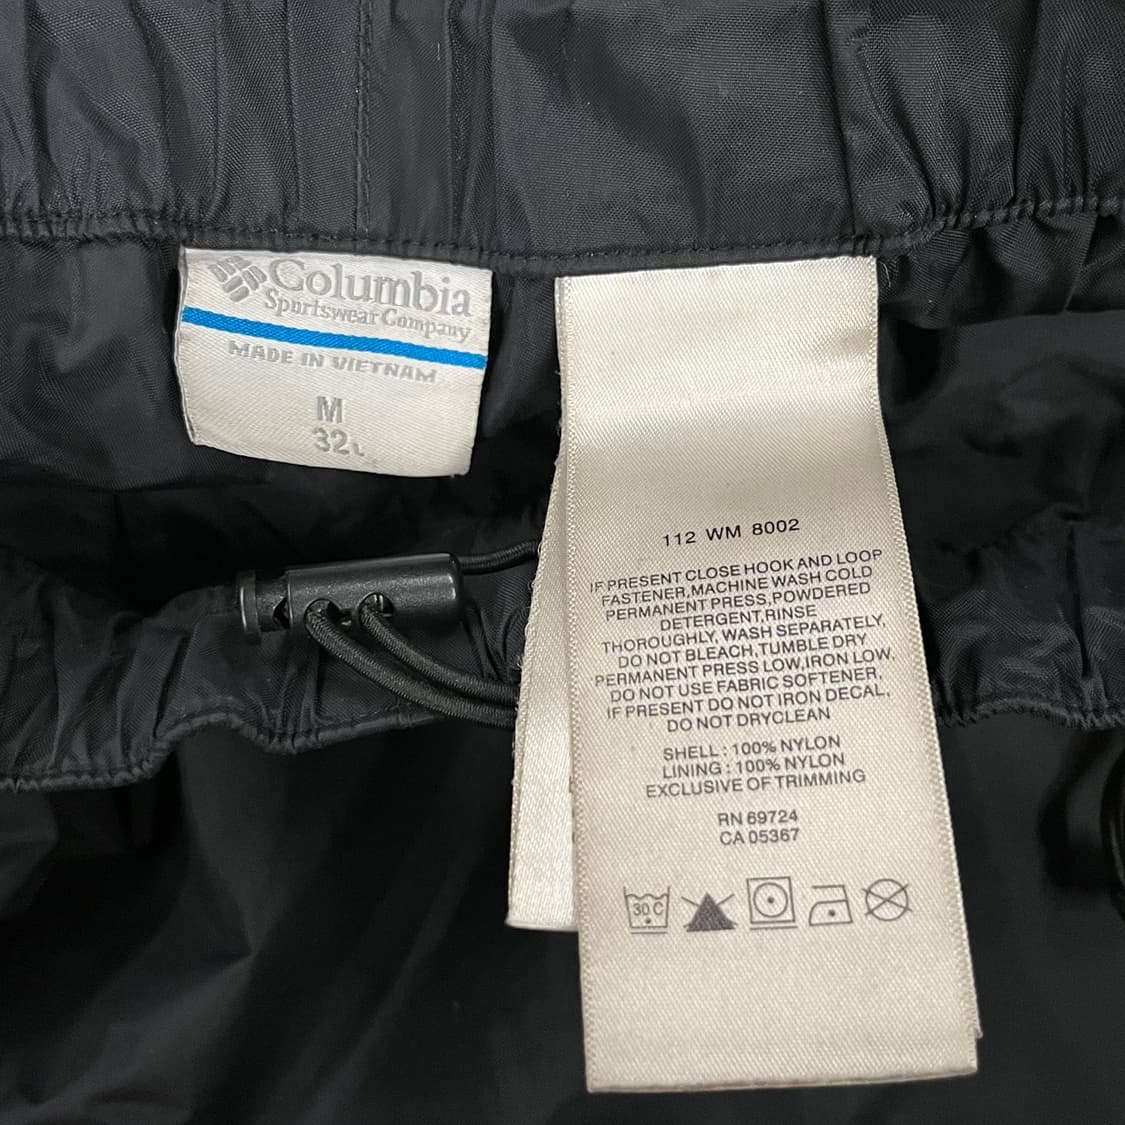 Columbia
Sportswear Company
MADE IN VIETNAM
M
32L
112 WM 8002
IF PRESENT CLOSE HOOK AND LOOP
FASTENER,MACHINE WASH COLD
PERMANENT PRESS,POWDERED
DETERGENT,RINSE
THOROUGHLY, WASH SEPARATELY,
DO NOT BLEACH,TUMBLE DRY
PERMANENT PRESS LOW,IRON LOW,
DO NOT USE FABRIC SOFTENER,
IF PRESENT DO NOT IRON DECAL,
DO NOT DRYCLEAN
SHELL : 100% NYLON
LINING : 100% NYLON
EXCLUSIVE OF TRIMMING
RN 69724
CA 05367
30 C